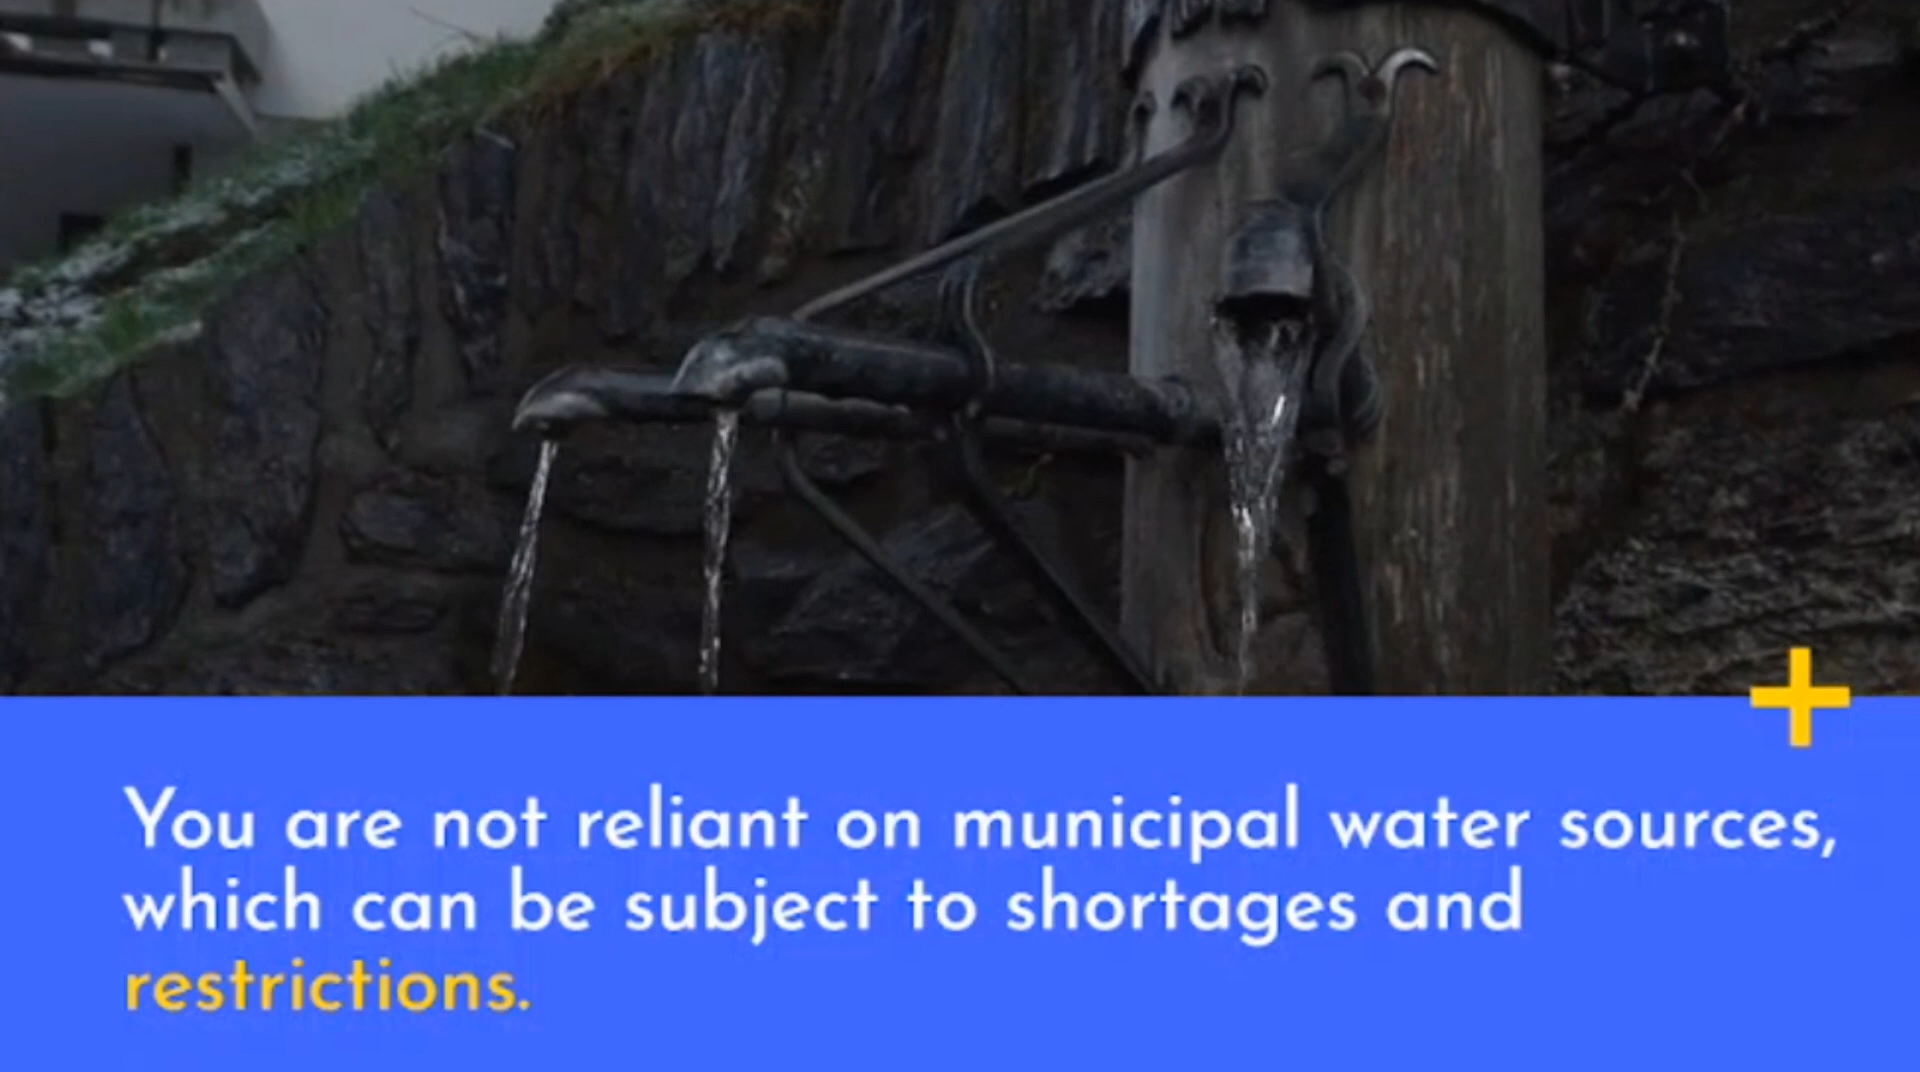 You are not reliant on municipal water sources,
which can be subject to shortages and
restrictions.